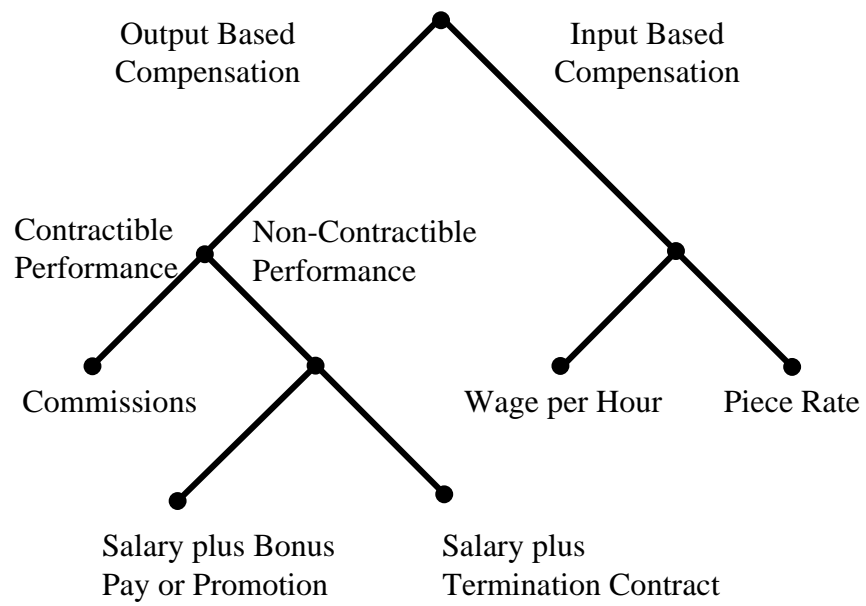 Output Based
Compensation
Input Based
Compensation
Contractible
Performance
Non-Contractible
Performance
Commissions
Wage per Hour
Piece Rate
Salary plus Bonus
Pay or Promotion
Salary plus
Termination Contract